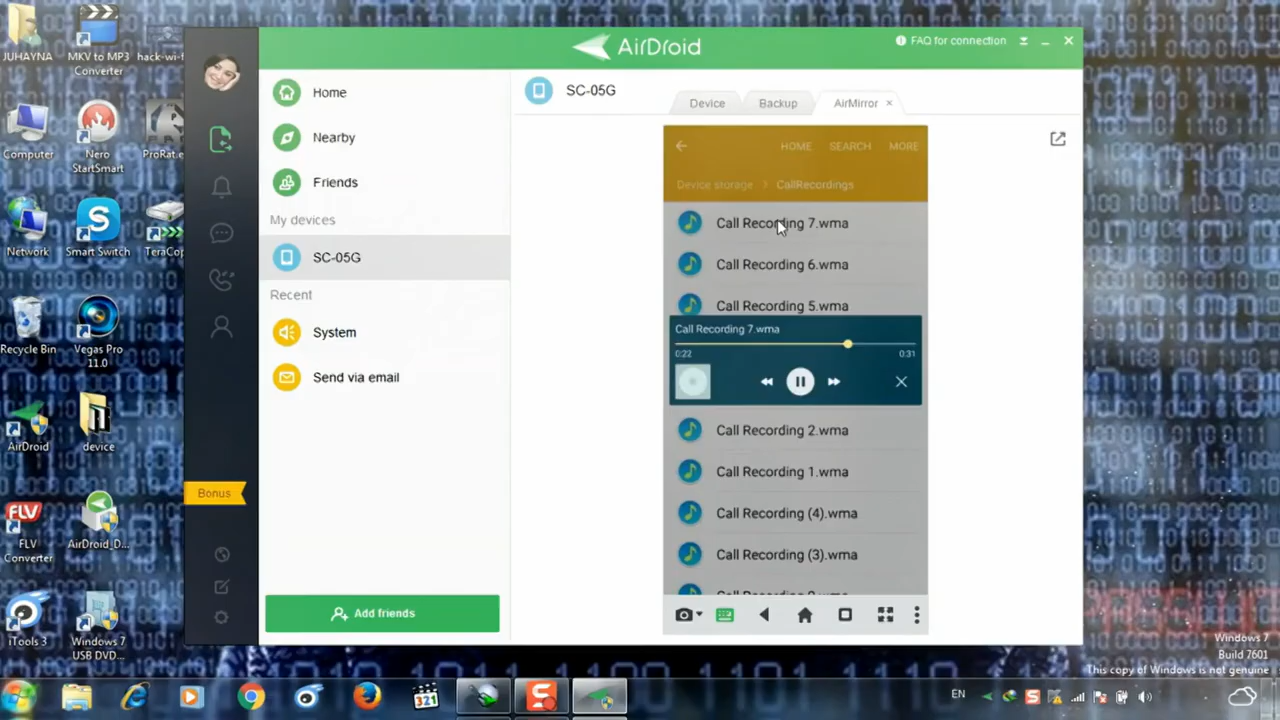 JUHAYNA
MKV to MP3
Converter
hack-wi-f
Computer
Nero
StartSmart
ProRat.e
Network
Smart Switch
TeraCop
Recycle Bin
Vegas Pro
11.0
AirDroid
device
FLV
FLV
Converter
AirDroid_D...
iTools 3
Windows 7
USB DVD...
AirDroid
FAQ for connection
Home
Nearby
Friends
My devices
SC-05G
Recent
System
Send via email
Bonus
Add friends
SC-05G
Device
Backup
AirMirror
HOME SEARCH MORE
Device storage > CallRecordings
Call Recording 7.wma
Call Recording 6.wma
Call Recording 5.wma
Call Recording 7.wma
0:22 0:31
Call Recording 2.wma
Call Recording 1.wma
Call Recording (4).wma
Call Recording (3).wma
Windows 7
Build 7601
This copy of Windows is not genuine
321
EN